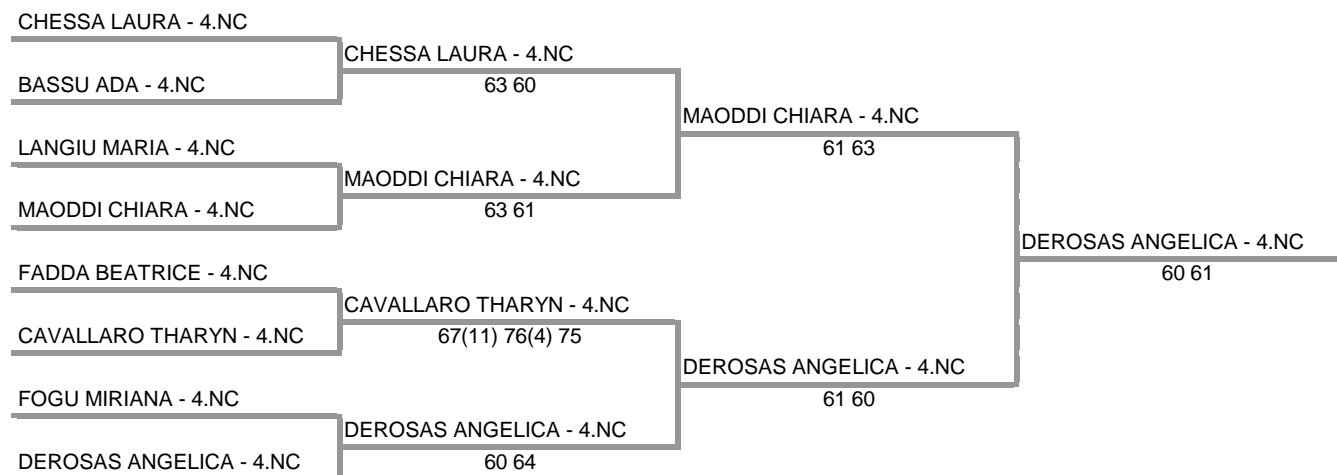 CHESSA LAURA - 4.NC
CHESSA LAURA - 4.NC
BASSU ADA - 4.NC
63 60
MAODDI CHIARA - 4.NC
LANGIU MARIA - 4.NC
61 63
MAODDI CHIARA - 4.NC
MAODDI CHIARA - 4.NC
63 61
DEROSAS ANGELICA - 4.NC
FADDA BEATRICE - 4.NC
60 61
CAVALLARO THARYN - 4.NC
CAVALLARO THARYN - 4.NC
67(11) 76(4) 75
DEROSAS ANGELICA - 4.NC
FOGU MIRIANA - 4.NC
61 60
DEROSAS ANGELICA - 4.NC
DEROSAS ANGELICA - 4.NC
60 64